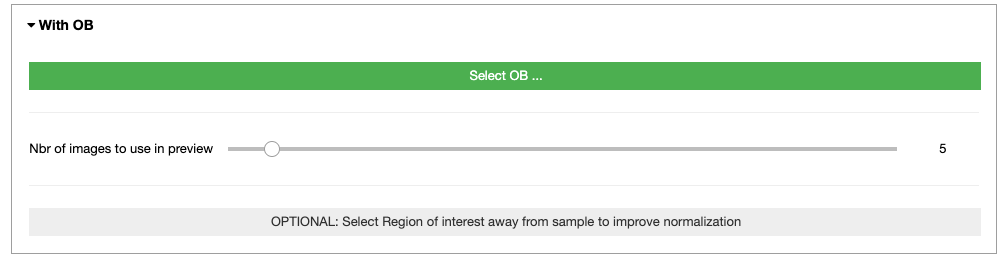 With OB
Select OB ...
Nbr of images to use in preview 5
OPTIONAL: Select Region of interest away from sample to improve normalization